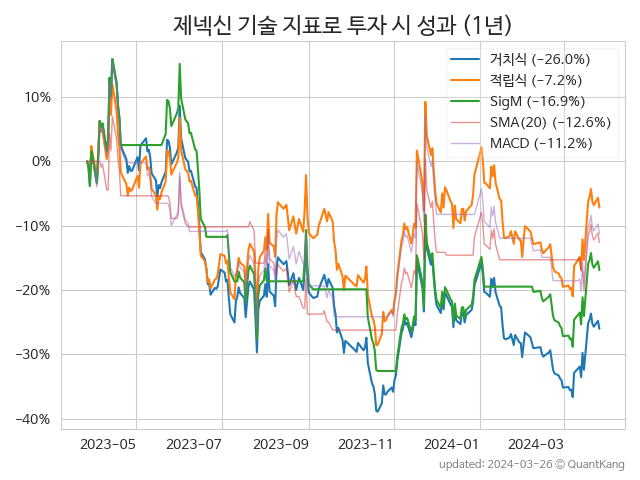 제넥신 기술 지표로 투자 시 성과 (1년)
거치식 (−26.0%)
적립식 (−7.2%)
SigM (−16.9%)
SMA(20) (−12.6%)
MACD (−11.2%)
10%
0%
−10%
−20%
−30%
−40%
2023-05 2023-07 2023-09 2023-11 2024-01 2024-03
updated: 2024-03-26 © QuantKang